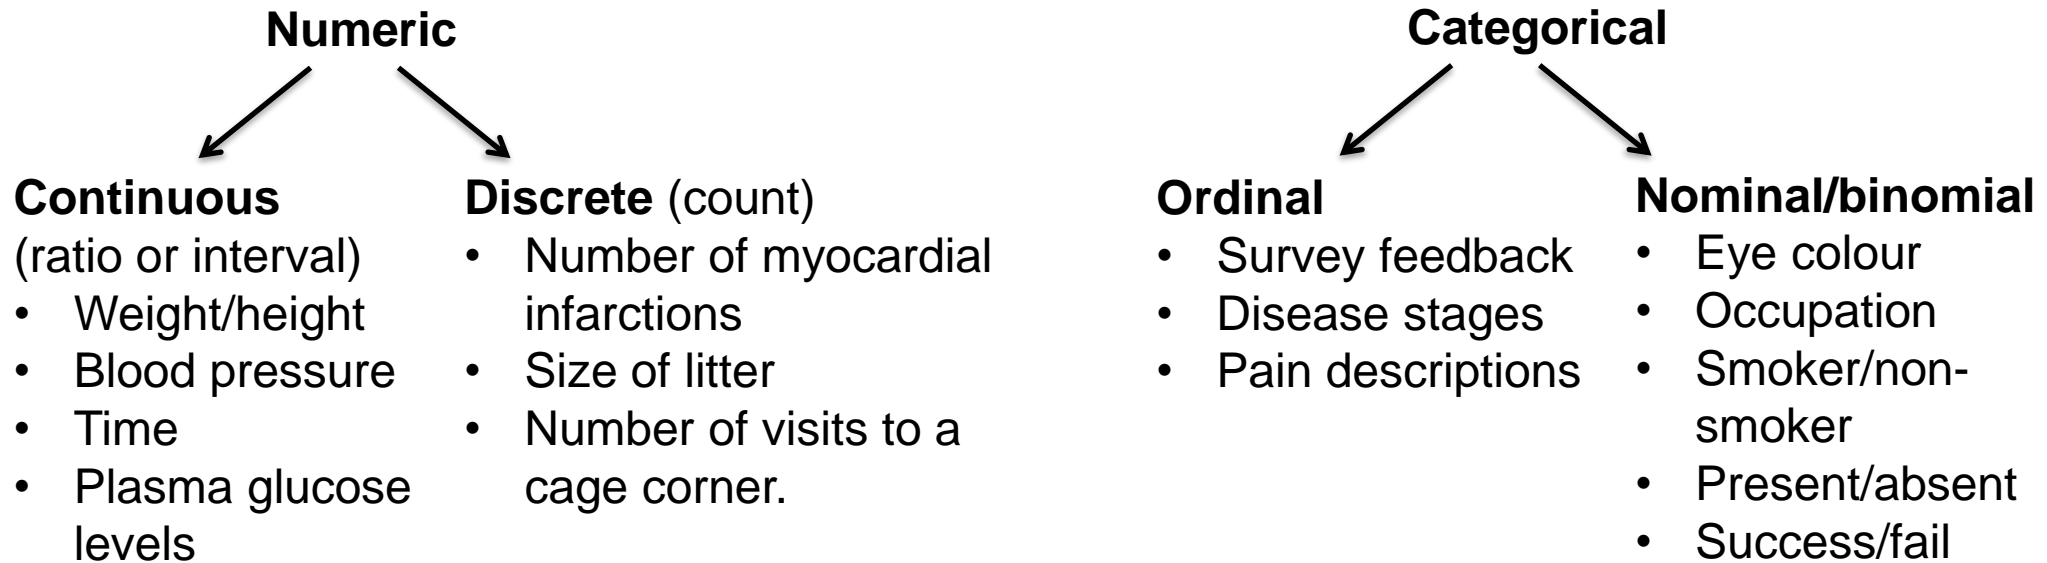 Numeric
Continuous
(ratio or interval)
• Weight/height
• Blood pressure
• Time
• Plasma glucose
levels
Discrete (count)
• Number of myocardial
infarctions
• Size of litter
• Number of visits to a
cage corner.
Categorical
Ordinal
• Survey feedback
• Disease stages
• Pain descriptions
Nominal/binomial
• Eye colour
• Occupation
• Smoker/non-
smoker
• Present/absent
• Success/fail